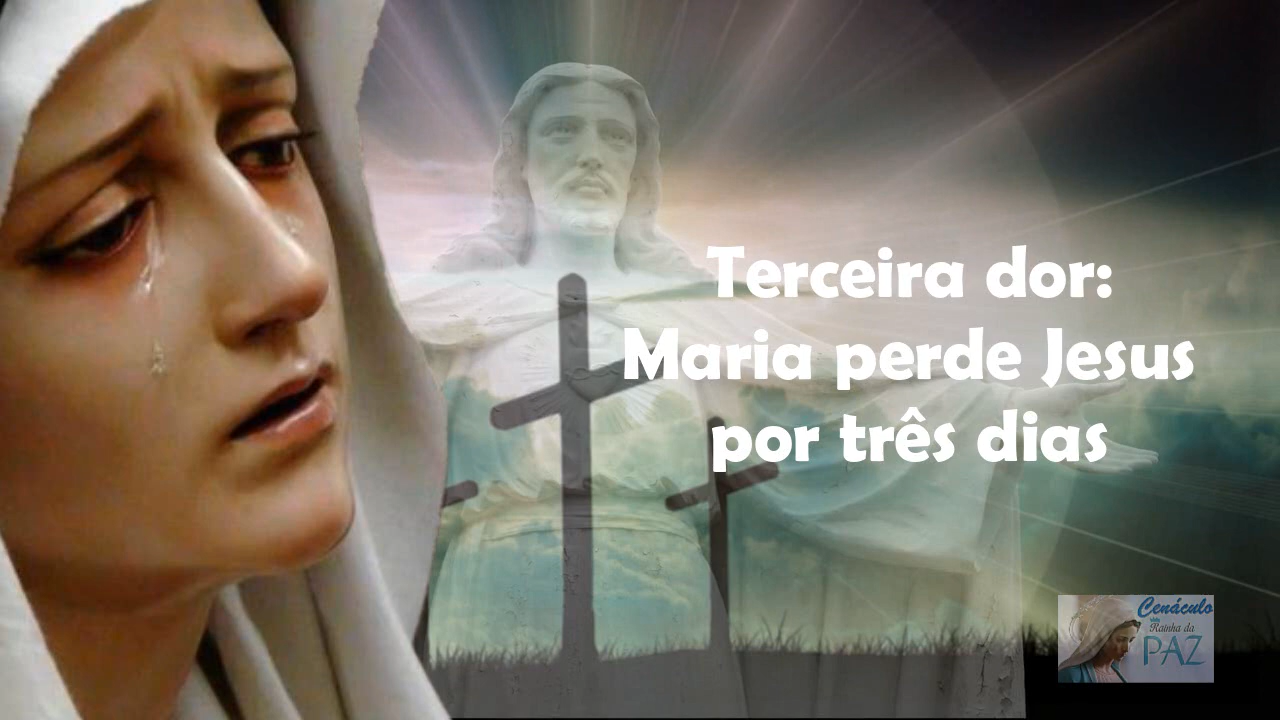 Terceira dor:
Maria perde Jesus
por três dias
Cenáculo
Rainha da
PAZ